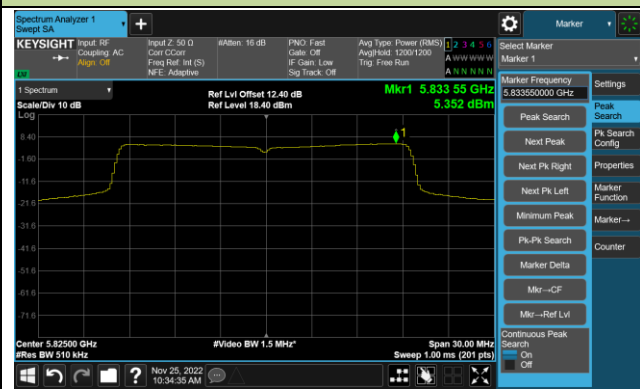 Spectrum Analyzer 1
Swept SA
Marker
KEYSIGHT Input: RF
Coupling: AC
Align: Off
Input Z: 50 Ω
Corr CCorr
Freq Ref: Int (S)
NFE: Adaptive
#Atten: 16 dB
PNO: Fast
Gate: Off
IF Gain: Low
Sig Track: Off
Avg Type: Power (RMS)
Avg|Hold: 1200/1200
Trig: Free Run
1 2 3 4 5 6
A W W W W W
A N N N N N
Select Marker
Marker 1
1 Spectrum
Scale/Div 10 dB
Log
Ref Lvl Offset 12.40 dB
Ref Level 18.40 dBm
Mkr1 5.833 55 GHz
5.352 dBm
8.40
-1.60
-11.6
-21.6
-31.6
-41.6
-51.6
-61.6
-71.6
1
Center 5.82500 GHz
#Res BW 510 kHz
#Video BW 1.5 MHz*
Span 30.00 MHz
Sweep 1.00 ms (201 pts)
Marker Frequency
5.833550000 GHz
Peak Search
Next Peak
Next Pk Right
Next Pk Left
Minimum Peak
Pk-Pk Search
Marker Delta
Mkr→CF
Mkr→Ref Lvl
Continuous Peak
Search
On
Off
Settings
Peak
Search
Pk Search
Config
Properties
Marker
Function
Marker→
Counter
Nov 25, 2022
10:34:35 AM